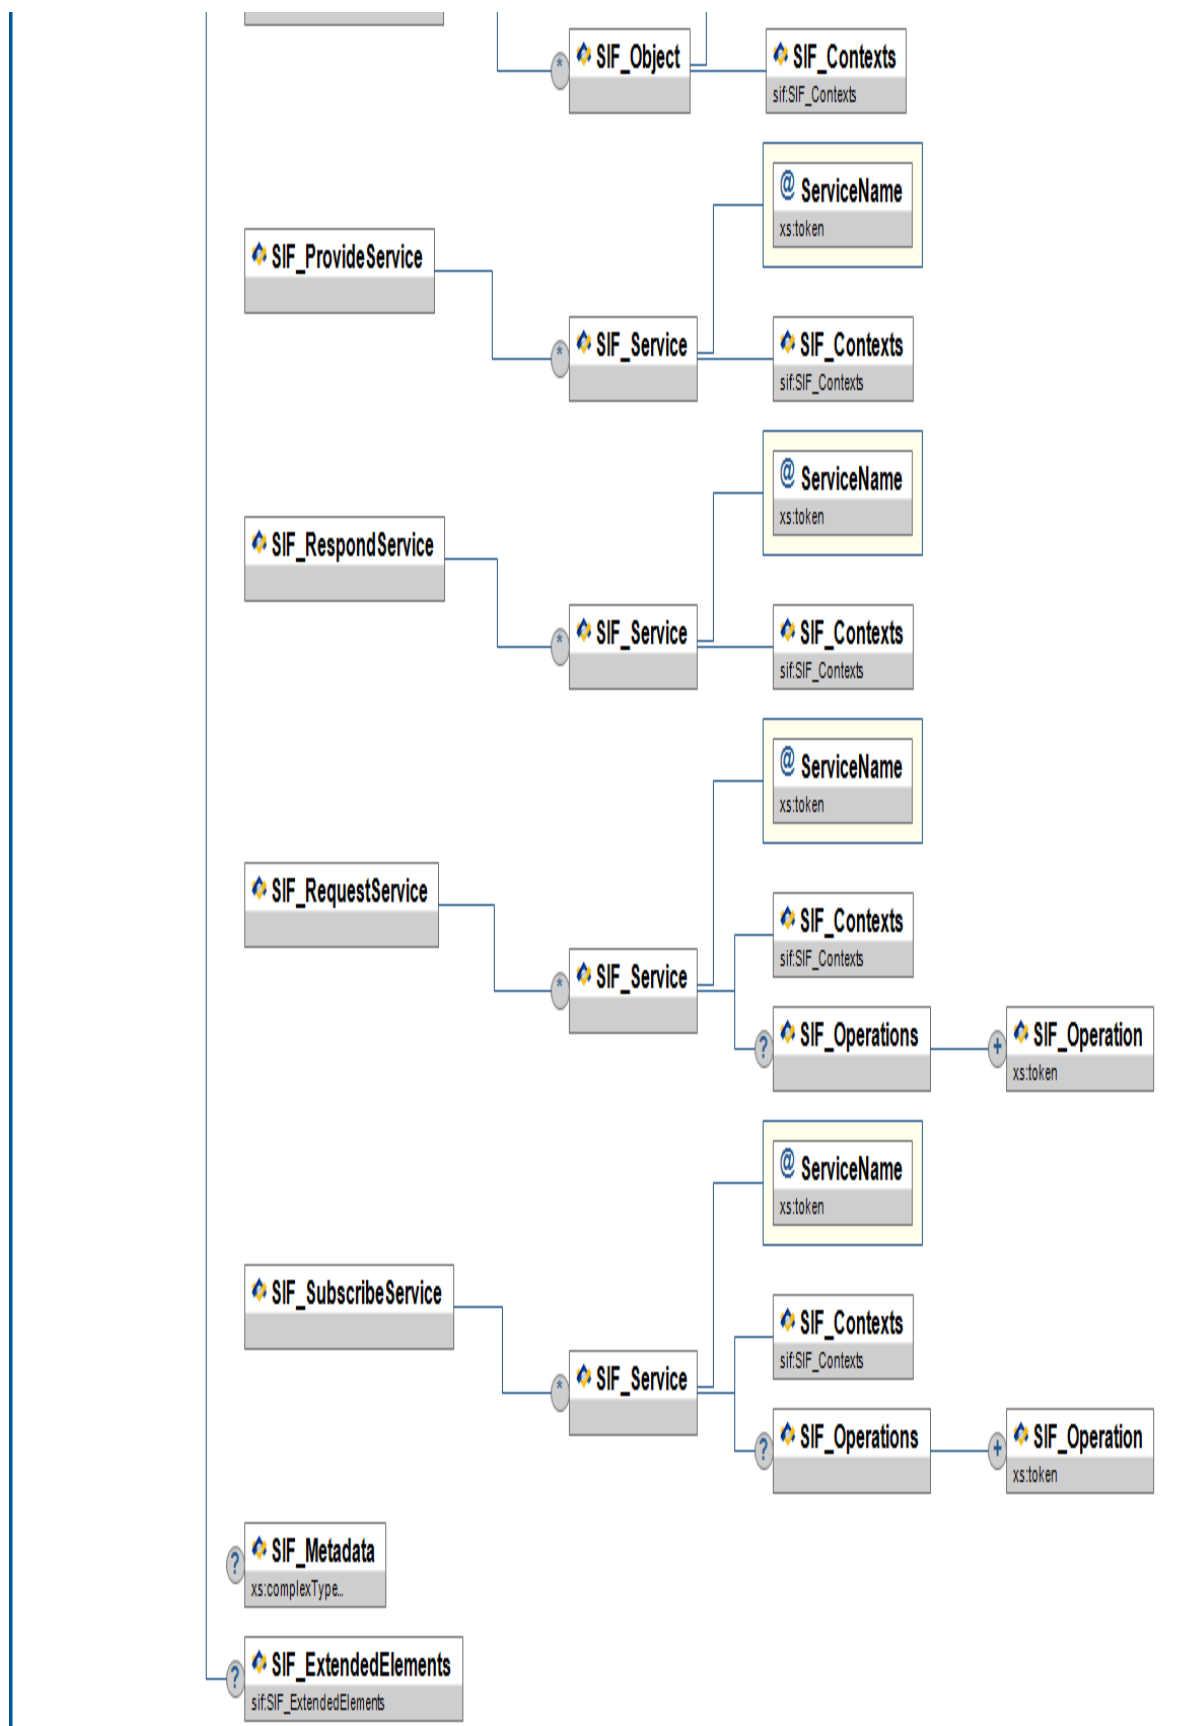 SIF_Object
SIF_Contexts
sif:SIF_Contexts
@ ServiceName
xs:token
SIF_ProvideService
* SIF_Service
SIF_Contexts
sif:SIF_Contexts
@ ServiceName
xs:token
SIF_RespondService
* SIF_Service
SIF_Contexts
sif:SIF_Contexts
@ ServiceName
xs:token
SIF_RequestService
SIF_Contexts
sif:SIF_Contexts
* SIF_Service
? SIF_Operations
+ SIF_Operation
xs:token
@ ServiceName
xs:token
SIF_SubscribeService
SIF_Contexts
sif:SIF_Contexts
* SIF_Service
? SIF_Operations
+ SIF_Operation
xs:token
? SIF_Metadata
xs:complexType...
? SIF_ExtendedElements
sif:SIF_ExtendedElements